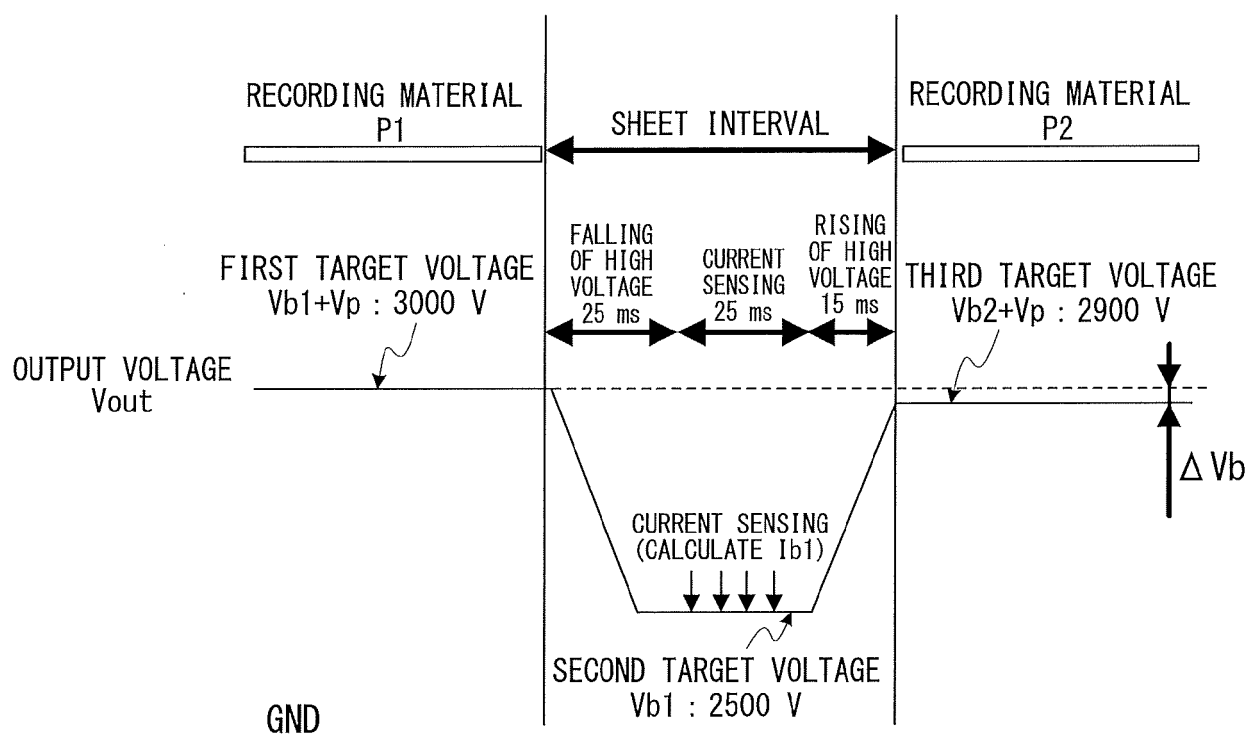 RECORDING MATERIAL
P1
SHEET INTERVAL
RECORDING MATERIAL
P2
FIRST TARGET VOLTAGE
Vb1+Vp : 3000 V
FALLING
OF HIGH
VOLTAGE
25 ms
CURRENT
SENSING
25 ms
RISING
OF HIGH
VOLTAGE
15 ms
THIRD TARGET VOLTAGE
Vb2+Vp : 2900 V
OUTPUT VOLTAGE
Vout
Δ Vb
CURRENT SENSING
(CALCULATE Ib1)
SECOND TARGET VOLTAGE
Vb1 : 2500 V
GND